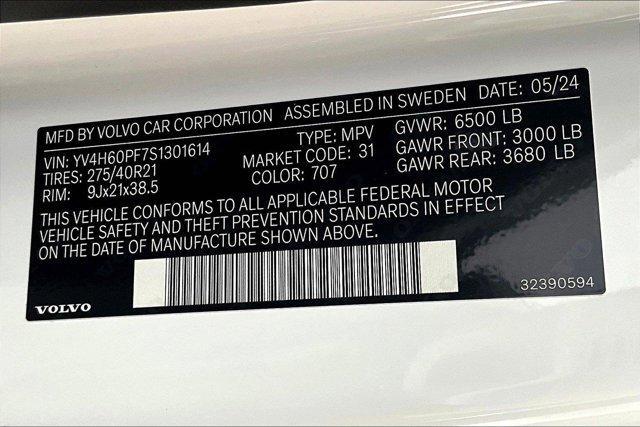 MFD BY VOLVO CAR CORPORATION ASSEMBLED IN SWEDEN DATE: 05/24
VIN: YV4H60PF7S1301614 TYPE: MPV GVWR: 6500 LB
TIRES: 275/40R21 MARKET CODE: 31 GAWR FRONT: 3000 LB
RIM: 9Jx21x38.5 COLOR: 707 GAWR REAR: 3680 LB
THIS VEHICLE CONFORMS TO ALL APPLICABLE FEDERAL MOTOR
VEHICLE SAFETY AND THEFT PREVENTION STANDARDS IN EFFECT
ON THE DATE OF MANUFACTURE SHOWN ABOVE.
VOLVO 32390594